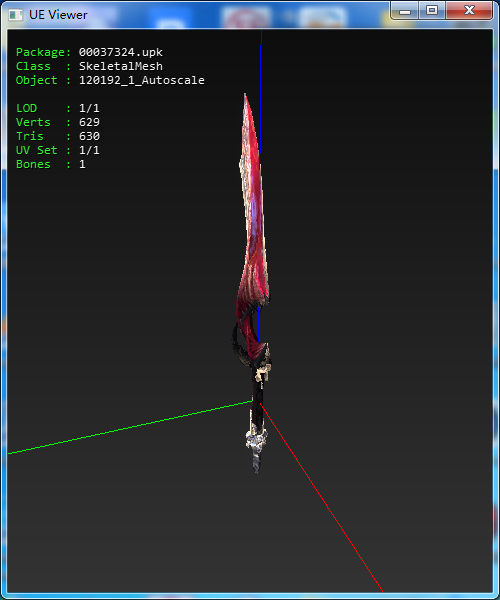 UE Viewer
Package: 00037324.upk
Class : SkeletalMesh
Object : 120192_1_Autoscale
LOD : 1/1
Verts : 629
Tris : 630
UV Set : 1/1
Bones : 1